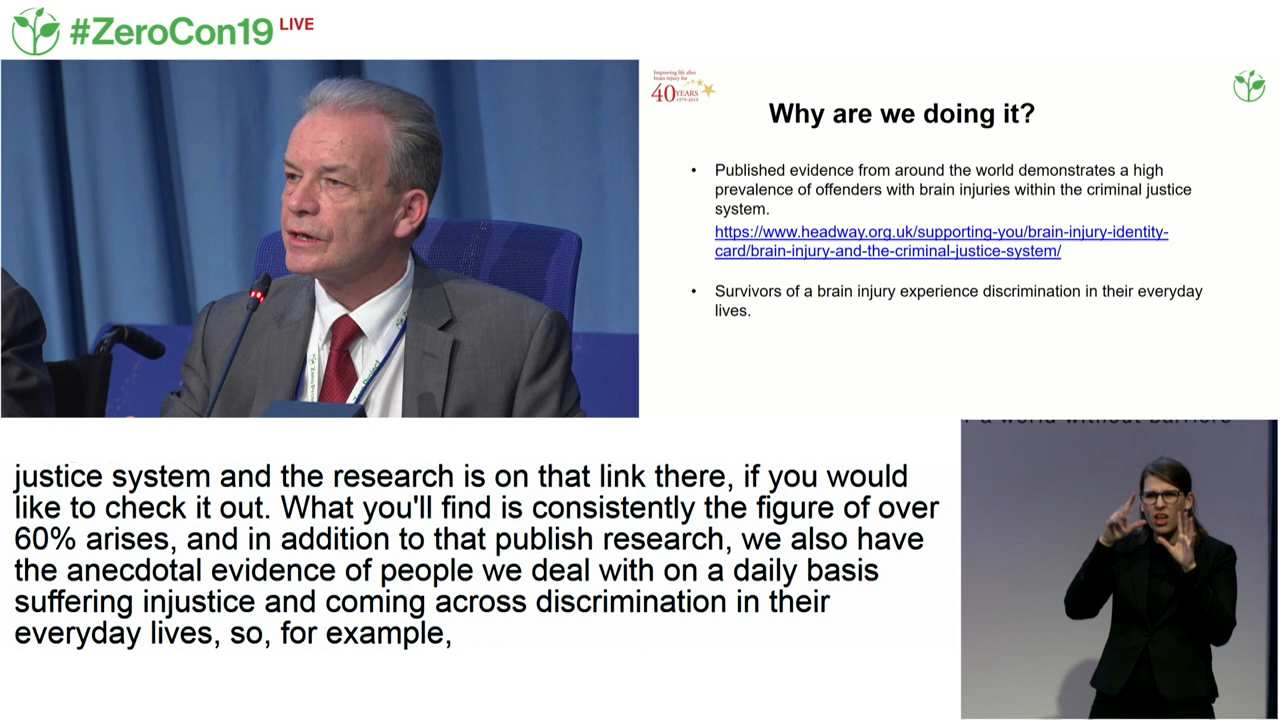 #ZeroCon19 LIVE
Improving life after
brain injury for
40 YEARS
1979-2019
Why are we doing it?
• Published evidence from around the world demonstrates a high
prevalence of offenders with brain injuries within the criminal justice
system.
https://www.headway.org.uk/supporting-you/brain-injury-identity-
card/brain-injury-and-the-criminal-justice-system/
• Survivors of a brain injury experience discrimination in their everyday
lives.
justice system and the research is on that link there, if you would
like to check it out. What you'll find is consistently the figure of over
60% arises, and in addition to that publish research, we also have
the anecdotal evidence of people we deal with on a daily basis
suffering injustice and coming across discrimination in their
everyday lives, so, for example,
a world without barriers